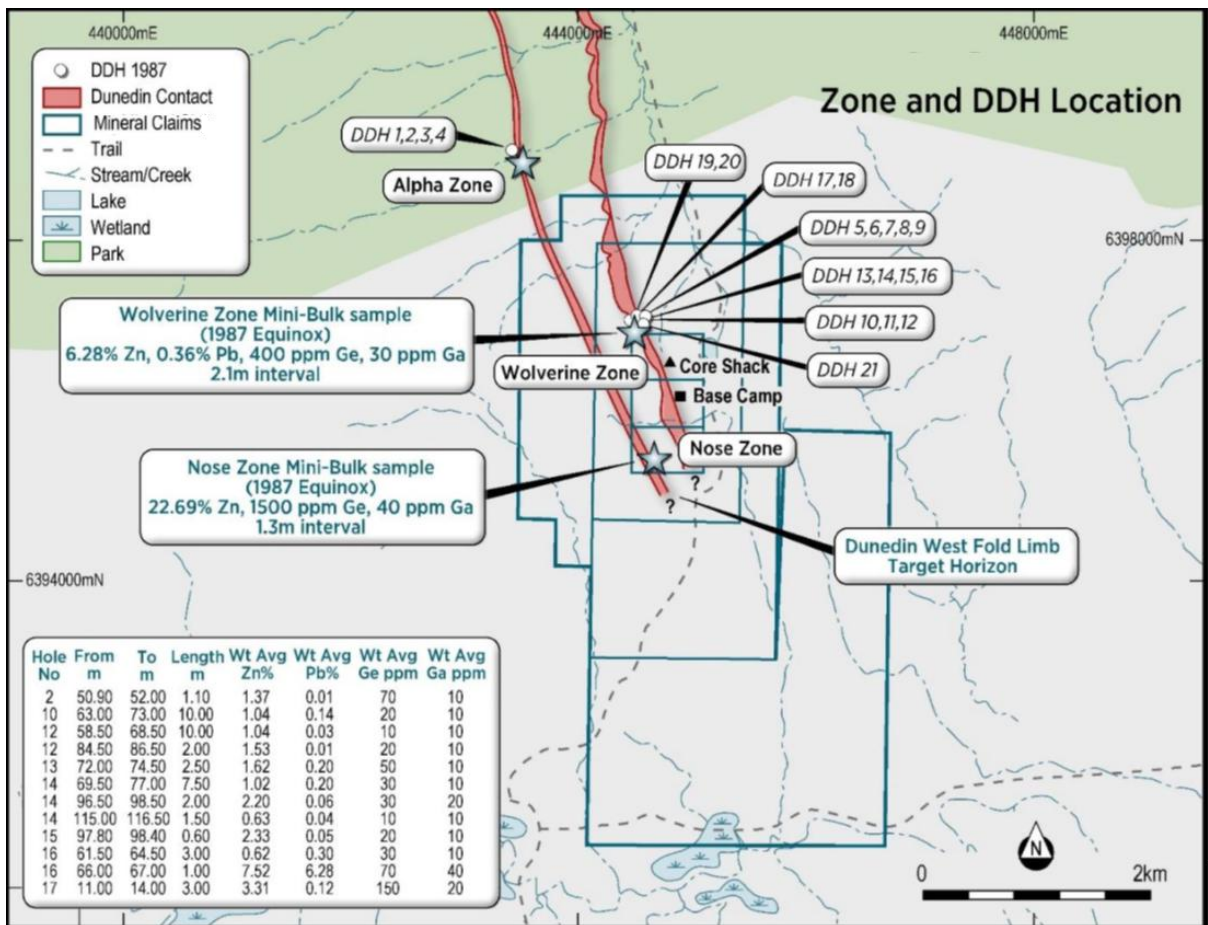 440000mE
444000mE
448000mE
DDH 1987
Dunedin Contact
Mineral Claims
Trail
Stream/Creek
Lake
Wetland
Park
Zone and DDH Location
DDH 1,2,3,4
Alpha Zone
DDH 19,20
DDH 17,18
DDH 5,6,7,8,9
6398000mN
DDH 13,14,15,16
DDH 10,11,12
DDH 21
Wolverine Zone Mini-Bulk sample
(1987 Equinox)
6.28% Zn, 0.36% Pb, 400 ppm Ge, 30 ppm Ga
2.1m interval
Wolverine Zone
Core Shack
Base Camp
Nose Zone
Nose Zone Mini-Bulk sample
(1987 Equinox)
22.69% Zn, 1500 ppm Ge, 40 ppm Ga
1.3m interval
?
?
Dunedin West Fold Limb
Target Horizon
6394000mN
Hole From To Length Wt Avg Wt Avg Wt Avg Wt Avg
No m m m Zn% Pb% Ge ppm Ga ppm
2 50.90 52.00 1.10 1.37 0.01 70 10
10 63.00 73.00 10.00 1.04 0.14 20 10
12 58.50 68.50 10.00 1.04 0.03 10 10
12 84.50 86.50 2.00 1.53 0.01 20 10
13 72.00 74.50 2.50 1.62 0.20 50 10
14 69.50 77.00 7.50 1.02 0.20 30 10
14 96.50 98.50 2.00 2.20 0.06 30 20
14 115.00 116.50 1.50 0.63 0.04 10 10
15 97.80 98.40 0.60 2.33 0.05 20 10
16 61.50 64.50 3.00 0.62 0.30 30 10
16 66.00 67.00 1.00 7.52 6.28 70 40
17 11.00 14.00 3.00 3.31 0.12 150 20
N
0 2km